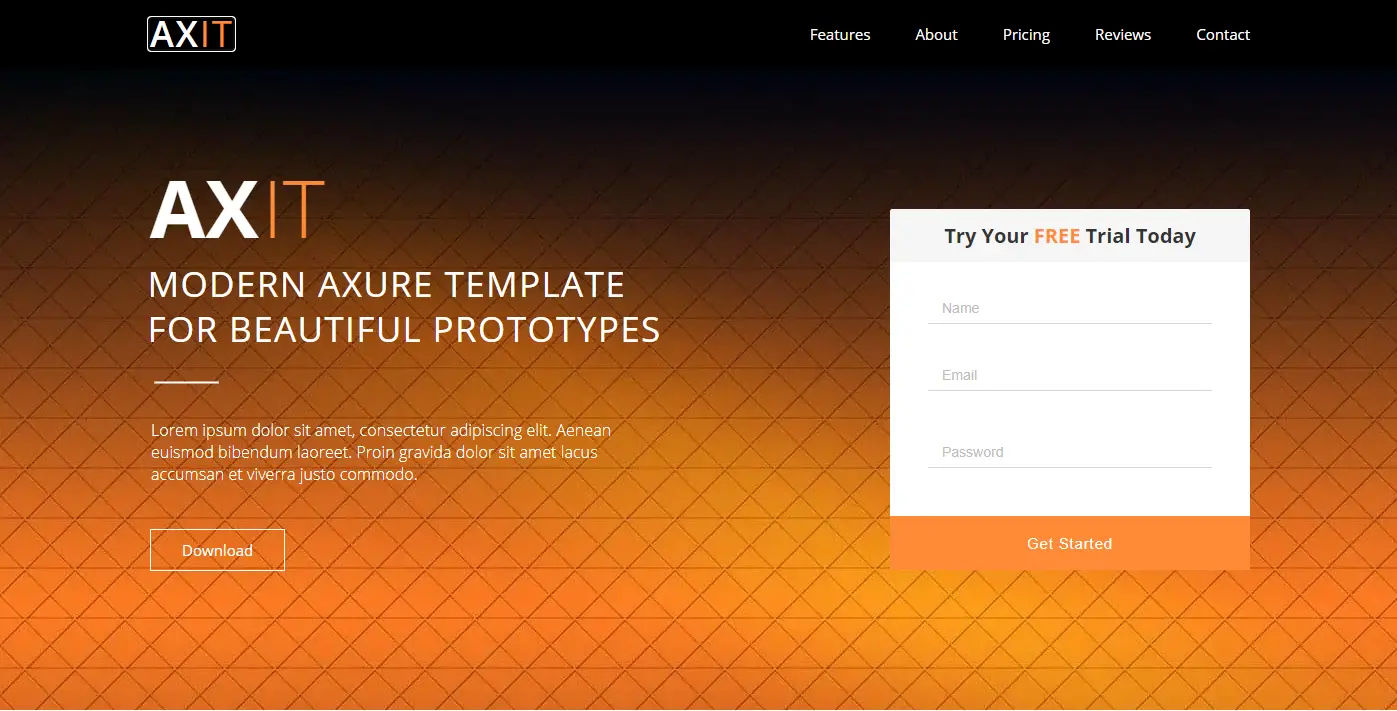 AXIT
Features
About
Pricing
Reviews
Contact
AXIT
MODERN AXURE TEMPLATE
FOR BEAUTIFUL PROTOTYPES
Lorem ipsum dolor sit amet, consectetur adipiscing elit. Aenean
euismod bibendum laoreet. Proin gravida dolor sit amet lacus
accumsan et viverra justo commodo.
Download
Try Your FREE Trial Today
Name
Email
Password
Get Started